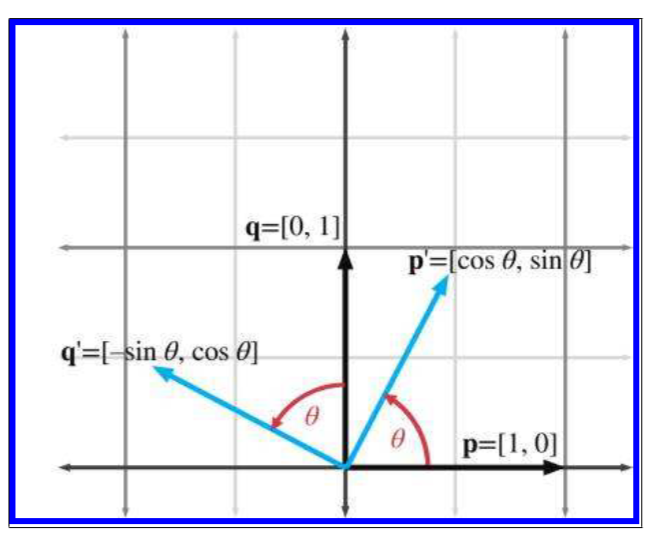 q=[0, 1]
p'=[cos θ, sin θ]
q'=[–sin θ, cos θ]
θ
θ
p=[1, 0]